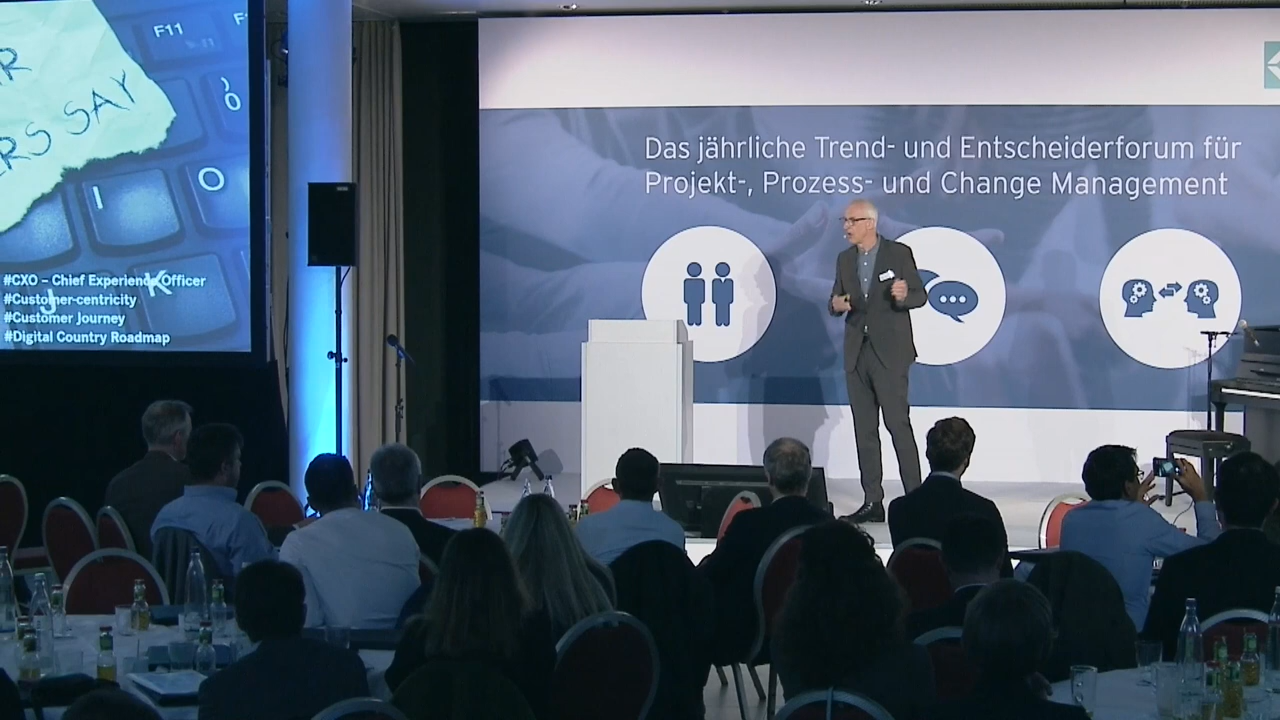 R
RS SAY
F11
O
I
K
J
#CXO – Chief Experience Officer
#Customer-centricity
#Customer Journey
#Digital Country Roadmap
Das jährliche Trend- und Entscheiderforum für
Projekt-, Prozess- und Change Management